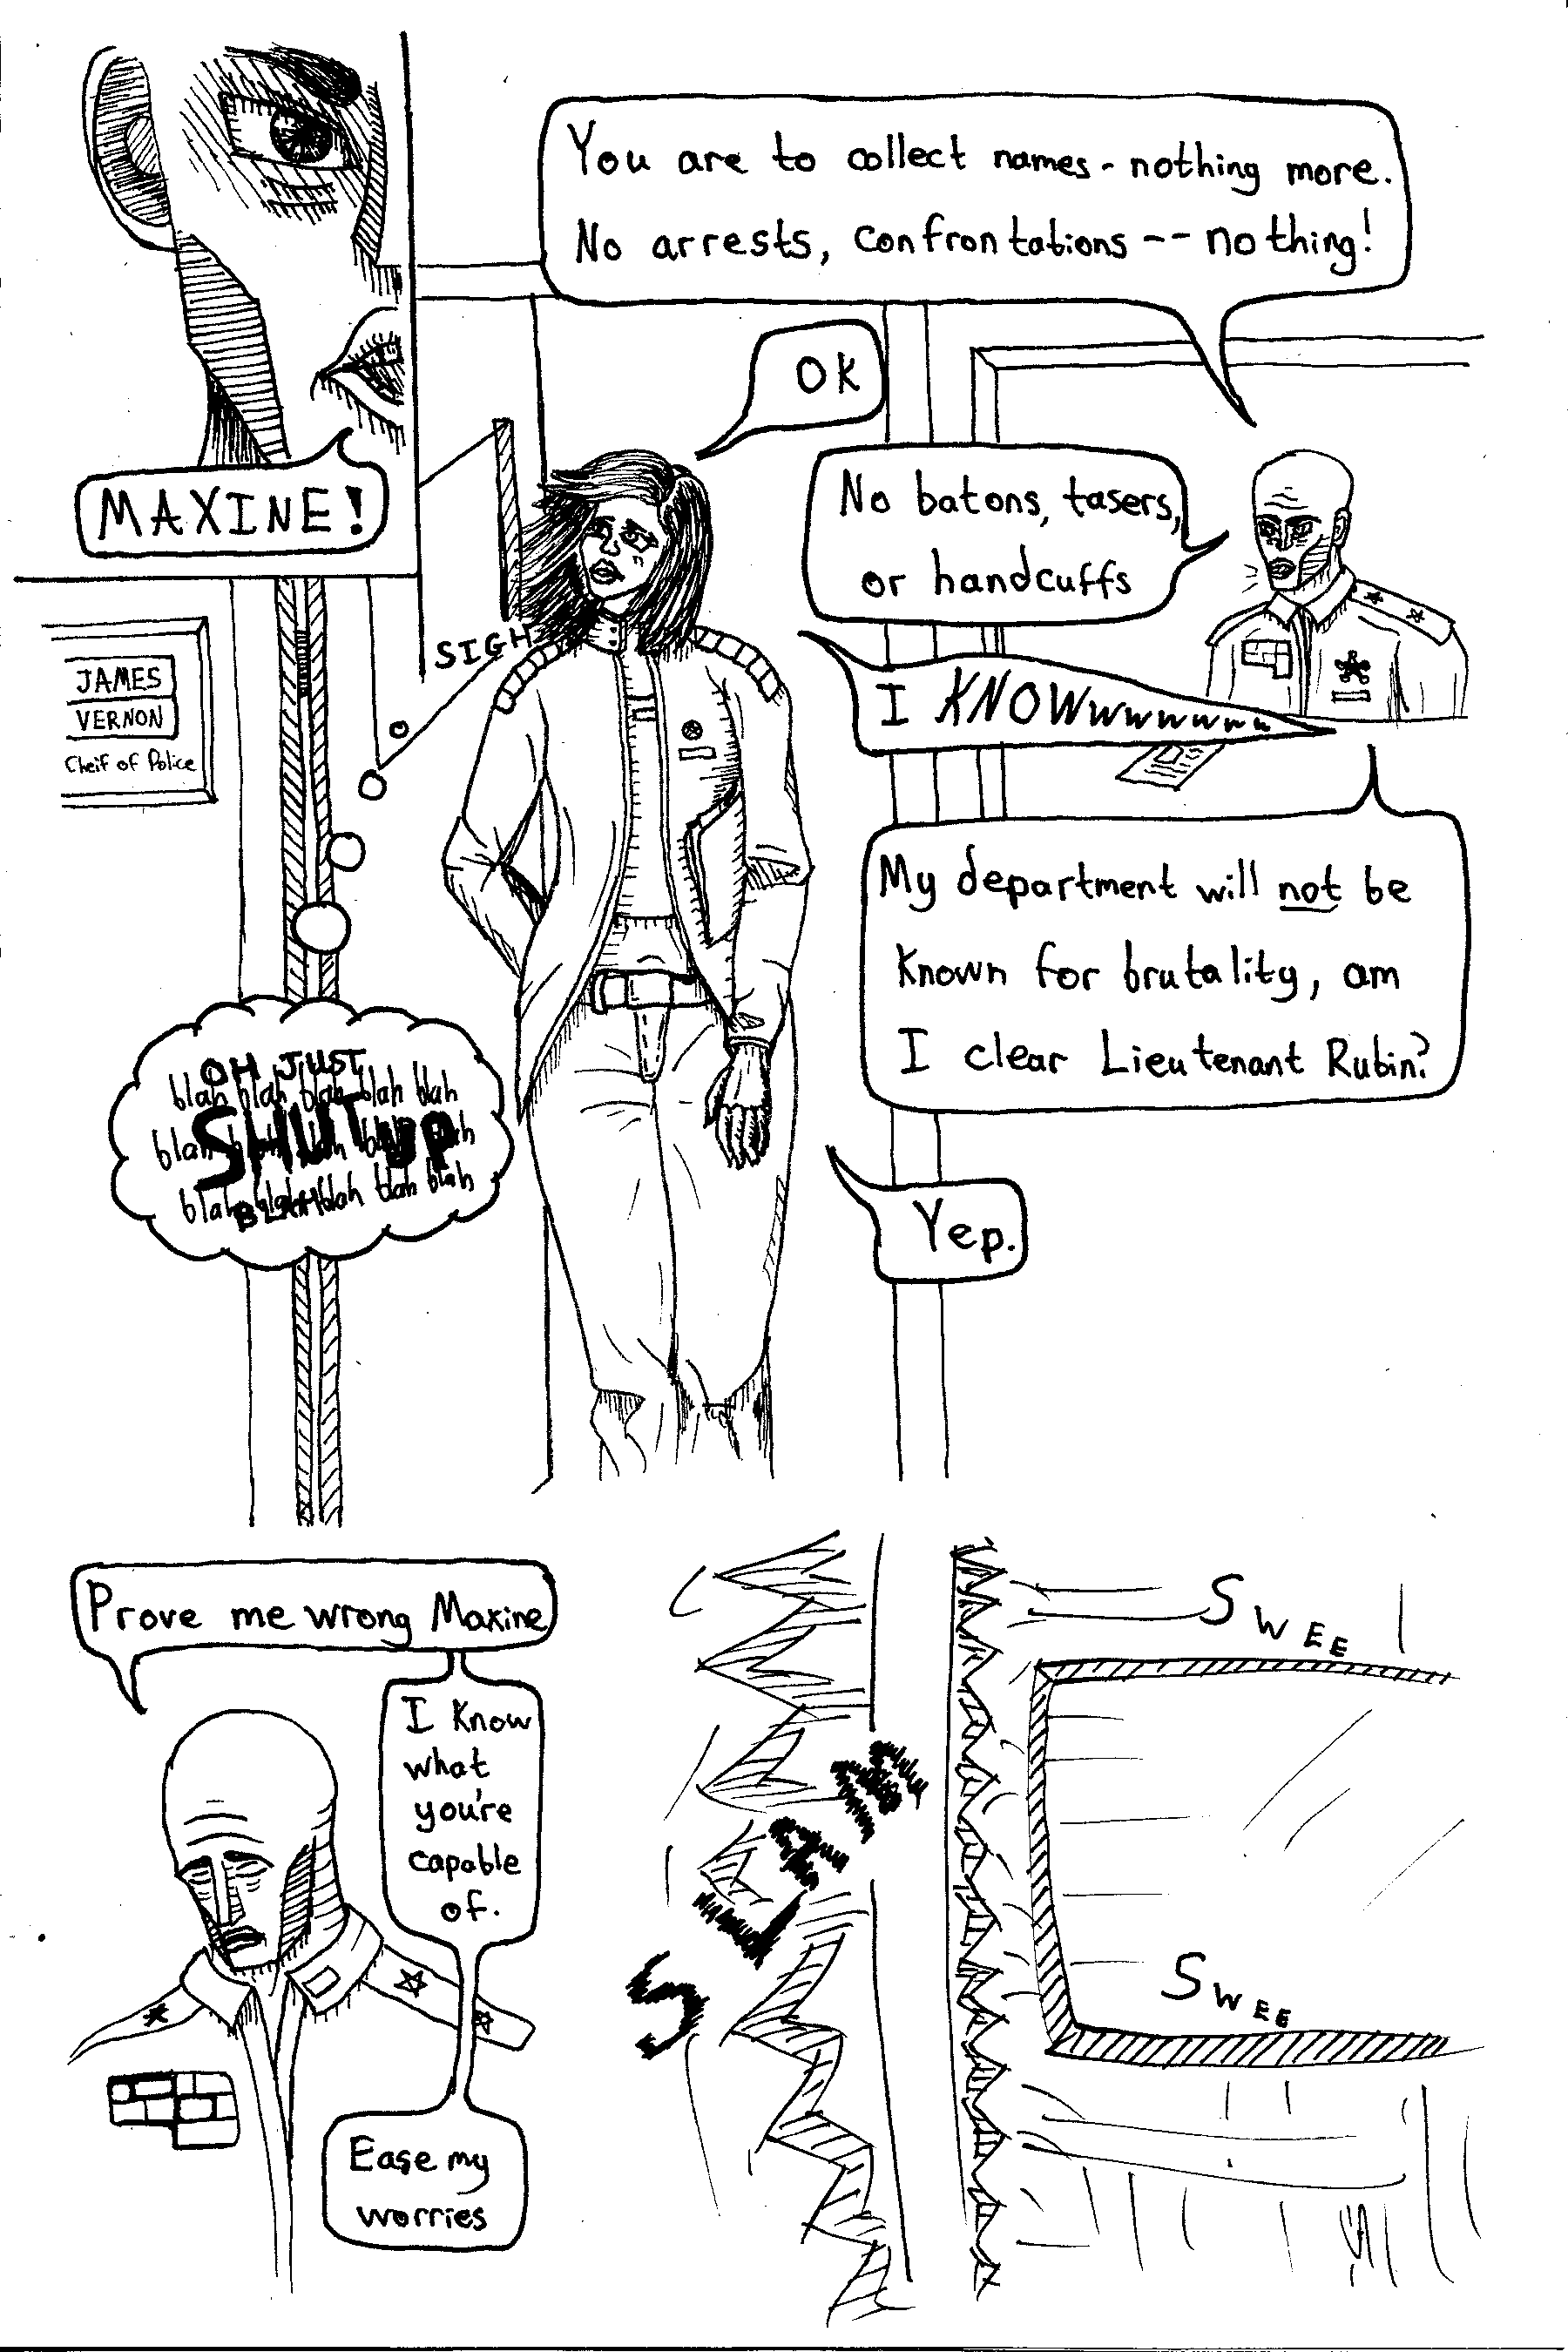 MAXINE!
You are to collect names - nothing more.
No arrests, confrontations -- nothing!
OK
No batons, tasers,
or handcuffs
SIGH
I KNOWwwwwwww
JAMES
VERNON
Cheif of Police
My department will not be
known for brutality, am
I clear Lieutenant Rubin?
OH JUST
blah blah blah blah blah
SHUT up
blah blah blah blah blah
blah blah blah blah blah
BLAH
Yep.
Prove me wrong Maxine
I know
what
you're
capable
of.
Ease my
worries
SLAM
SWEE
SWEE